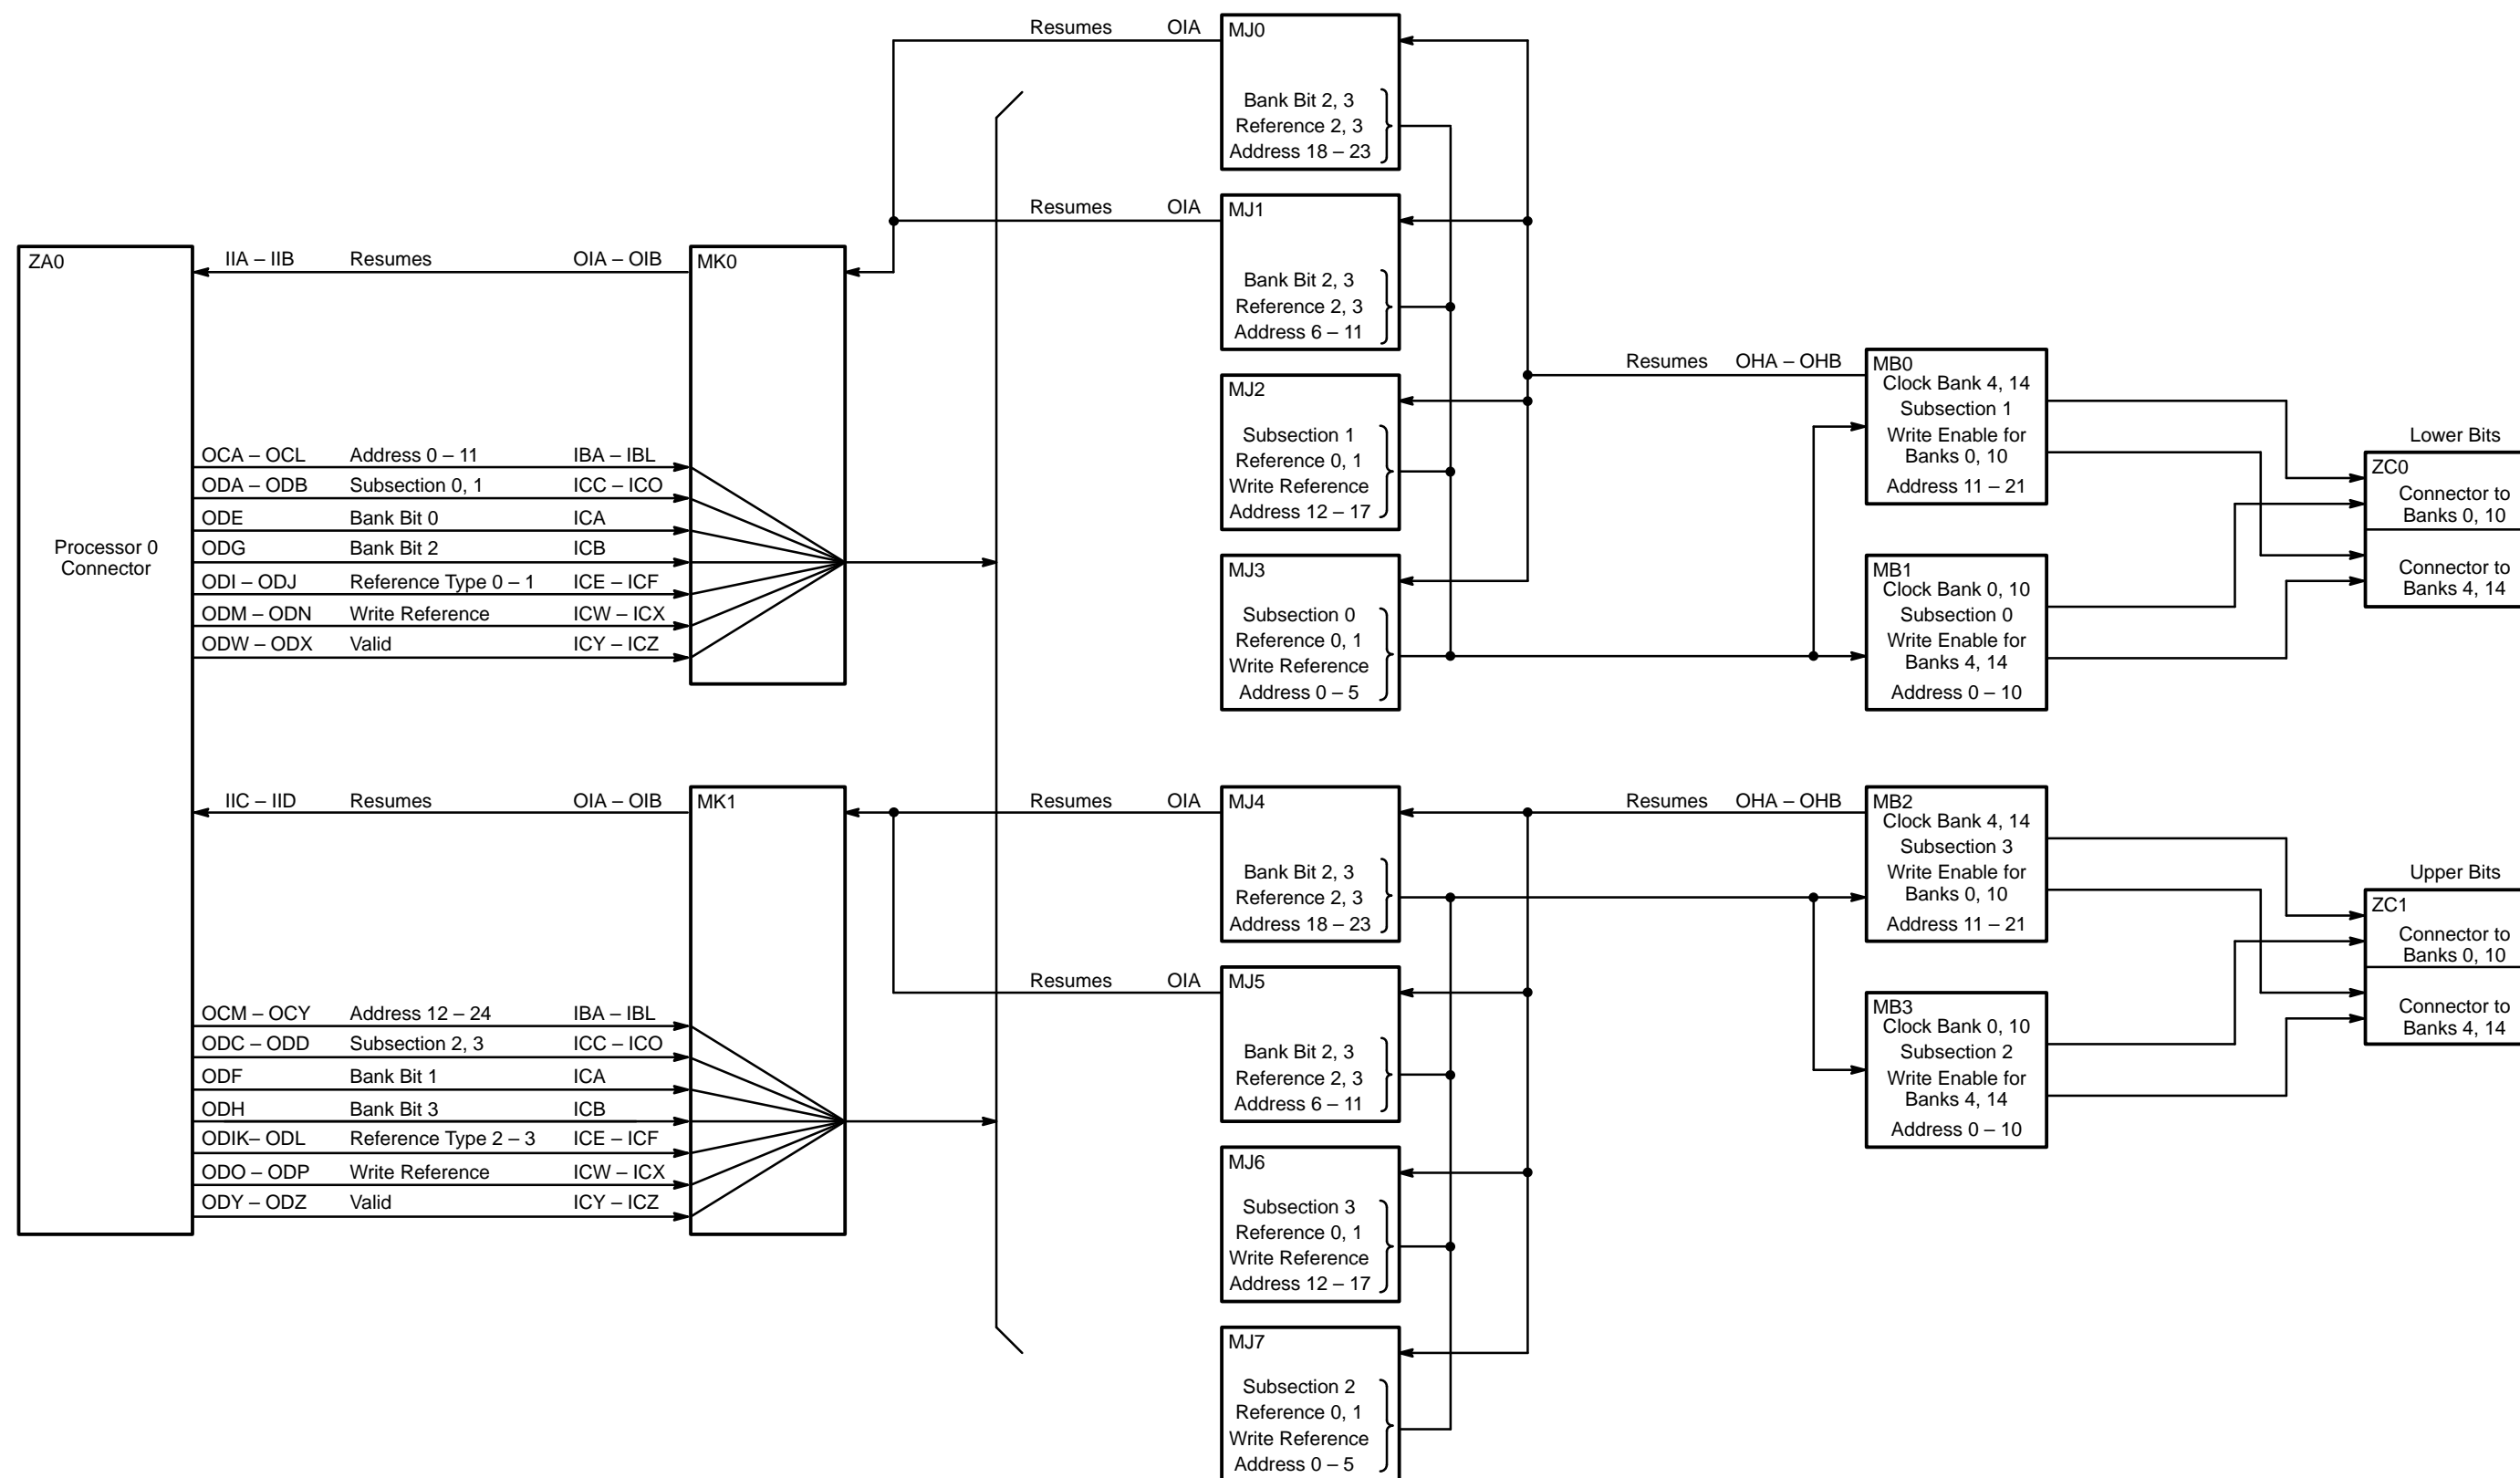 Resumes OIA
MJ0
Bank Bit 2, 3
Reference 2, 3
Address 18 – 23
Resumes OIA
MJ1
Bank Bit 2, 3
Reference 2, 3
Address 6 – 11
ZA0
Processor 0
Connector
IIA – IIB Resumes OIA – OIB
MK0
OCA – OCL Address 0 – 11 IBA – IBL
ODA – ODB Subsection 0, 1 ICC – ICO
ODE Bank Bit 0 ICA
ODG Bank Bit 2 ICB
ODI – ODJ Reference Type 0 – 1 ICE – ICF
ODM – ODN Write Reference ICW – ICX
ODW – ODX Valid ICY – ICZ
MJ2
Subsection 1
Reference 0, 1
Write Reference
Address 12 – 17
MJ3
Subsection 0
Reference 0, 1
Write Reference
Address 0 – 5
Resumes OHA – OHB
MB0
Clock Bank 4, 14
Subsection 1
Write Enable for
Banks 0, 10
Address 11 – 21
MB1
Clock Bank 0, 10
Subsection 0
Write Enable for
Banks 4, 14
Address 0 – 10
Lower Bits
ZC0
Connector to
Banks 0, 10
Connector to
Banks 4, 14
IIC – IID Resumes OIA – OIB
MK1
OCM – OCY Address 12 – 24 IBA – IBL
ODC – ODD Subsection 2, 3 ICC – ICO
ODF Bank Bit 1 ICA
ODH Bank Bit 3 ICB
ODIK– ODL Reference Type 2 – 3 ICE – ICF
ODO – ODP Write Reference ICW – ICX
ODY – ODZ Valid ICY – ICZ
Resumes OIA
MJ4
Bank Bit 2, 3
Reference 2, 3
Address 18 – 23
Resumes OIA
MJ5
Bank Bit 2, 3
Reference 2, 3
Address 6 – 11
MJ6
Subsection 3
Reference 0, 1
Write Reference
Address 12 – 17
MJ7
Subsection 2
Reference 0, 1
Write Reference
Address 0 – 5
Resumes OHA – OHB
MB2
Clock Bank 4, 14
Subsection 3
Write Enable for
Banks 0, 10
Address 11 – 21
MB3
Clock Bank 0, 10
Subsection 2
Write Enable for
Banks 4, 14
Address 0 – 10
Upper Bits
ZC1
Connector to
Banks 0, 10
Connector to
Banks 4, 14